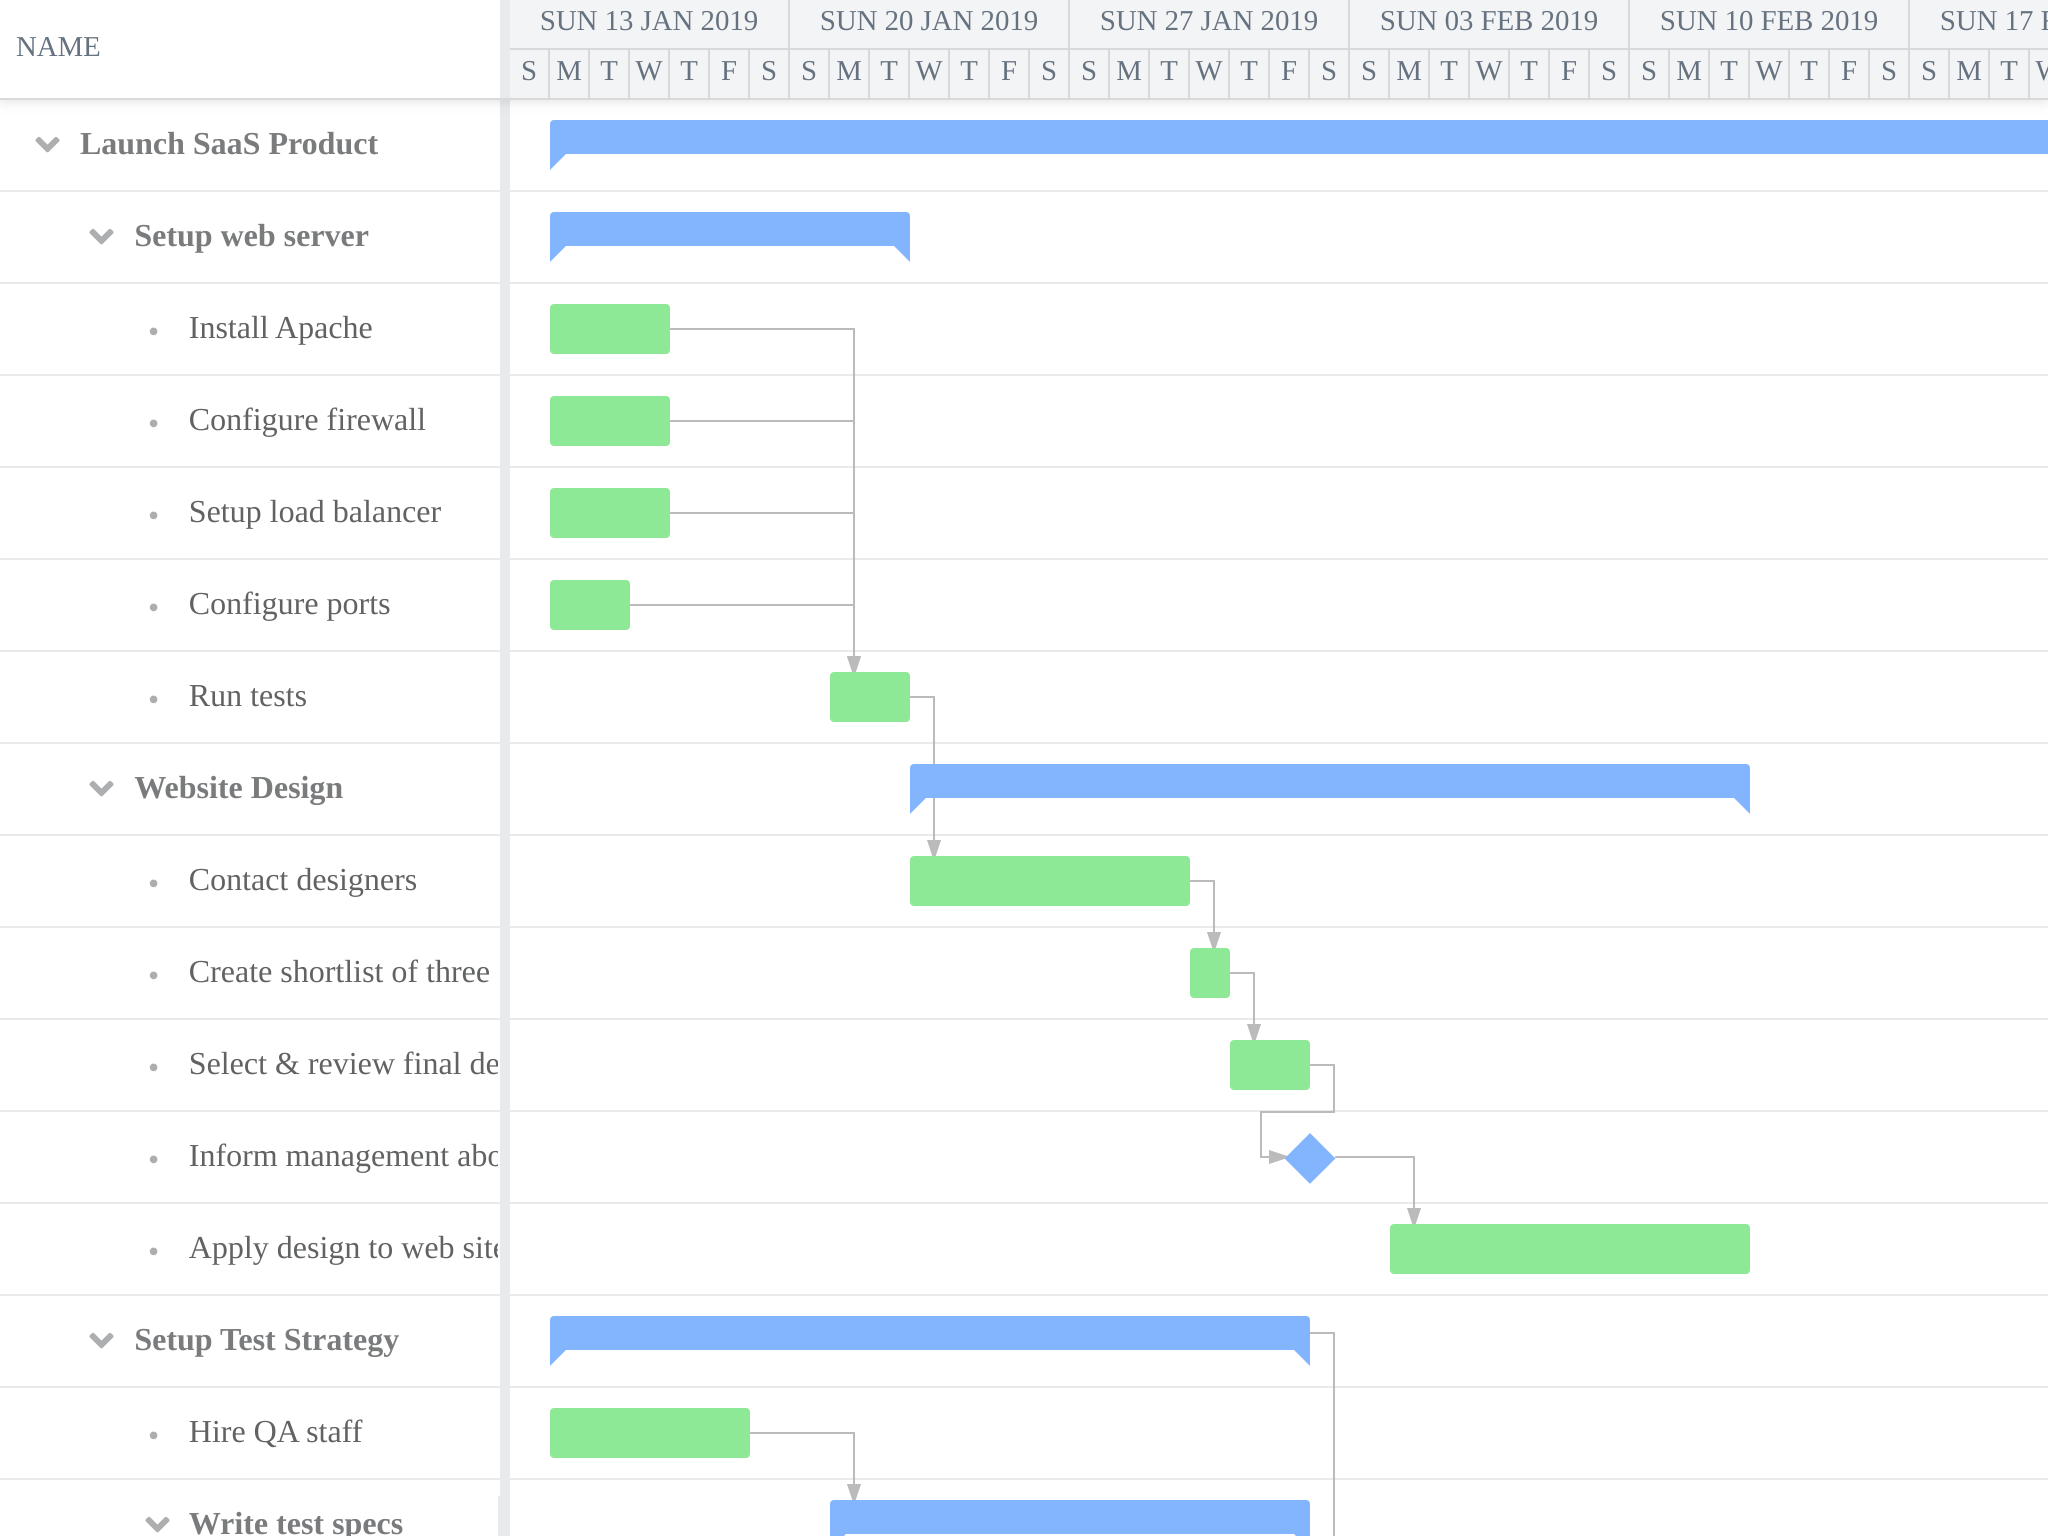 NAME
SUN 13 JAN 2019 SUN 20 JAN 2019 SUN 27 JAN 2019 SUN 03 FEB 2019 SUN 10 FEB 2019 SUN 17
S M T W T F S S M T W T F S S M T W T F S S M T W T F S S M T W T F S S M T W
Launch SaaS Product
Setup web server
Install Apache
Configure firewall
Setup load balancer
Configure ports
Run tests
Website Design
Contact designers
Create shortlist of three
Select & review final de
Inform management abo
Apply design to web site
Setup Test Strategy
Hire QA staff
Write test specs